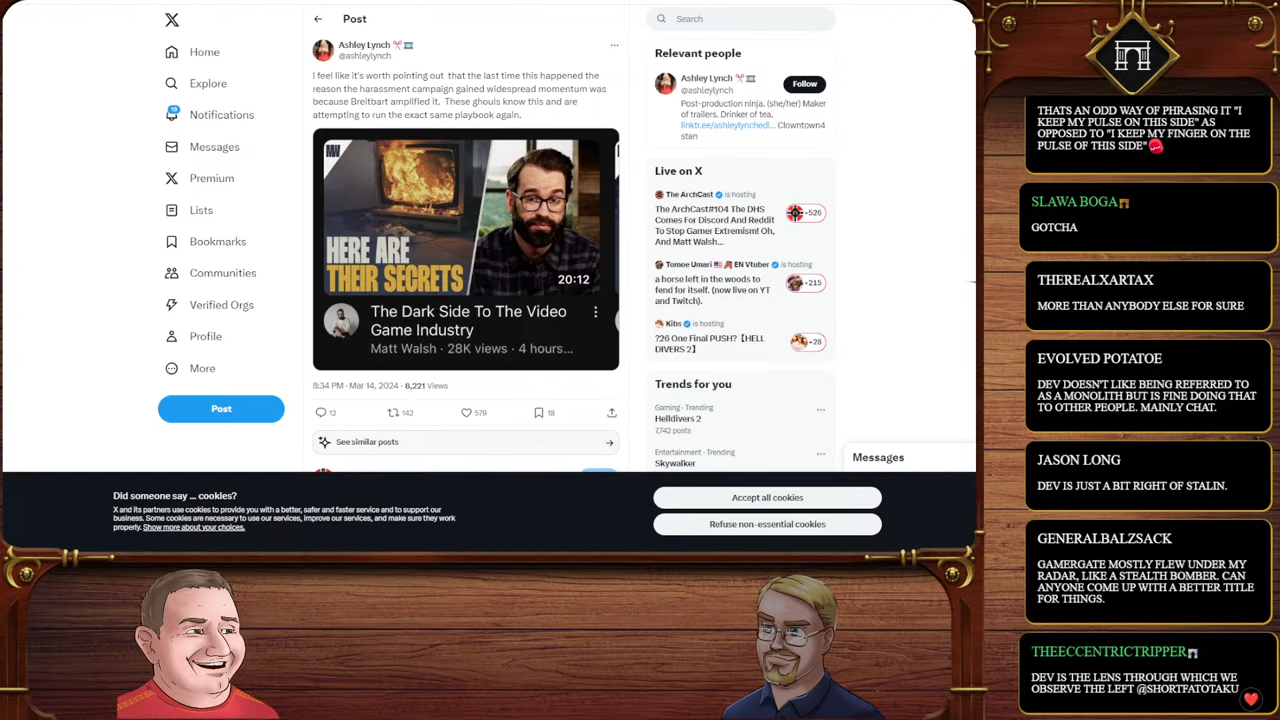 Home
Explore
Notifications
Messages
Premium
Lists
Bookmarks
Communities
Verified Orgs
Profile
More
Post
Post
Ashley Lynch
@ashleylynch
I feel like it's worth pointing out that the last time this happened the
reason the harassment campaign gained widespread momentum was
because Breitbart amplified it. These ghouls know this and are
attempting to run the exact same playbook again.
HERE ARE
THEIR SECRETS
20:12
The Dark Side To The Video
Game Industry
Matt Walsh · 28K views · 4 hours...
8:34 PM · Mar 14, 2024 · 8,221 Views
12
142
579
18
See similar posts
Search
Relevant people
Ashley Lynch
@ashleylynch
Follow
Post-production ninja. (she/her) Maker
of trailers. Drinker of tea.
linktr.ee/ashleylynchedi... Clowntown4
stan
Live on X
The ArchCast is hosting
The ArchCast#104 The DHS
Comes For Discord And Reddit
To Stop Gamer Extremism! Oh,
And Matt Walsh...
+526
Tomoe Umari EN Vtuber is hosting
a horse left in the woods to
fend for itself. (now live on YT
and Twitch).
+215
Kibs is hosting
?26 One Final PUSH?【HELL
DIVERS 2】
+28
Trends for you
Gaming · Trending
Helldivers 2
7,742 posts
Entertainment · Trending
Skywalker
Messages
Did someone say … cookies?
X and its partners use cookies to provide you with a better, safer and faster service and to support our
business. Some cookies are necessary to use our services, improve our services, and make sure they work
properly. Show more about your choices.
Accept all cookies
Refuse non-essential cookies
THATS AN ODD WAY OF PHRASING IT "I
KEEP MY PULSE ON THIS SIDE" AS
OPPOSED TO "I KEEP MY FINGER ON THE
PULSE OF THIS SIDE"
SLAWA BOGA
GOTCHA
THEREALXARTAX
MORE THAN ANYBODY ELSE FOR SURE
EVOLVED POTATOE
DEV DOESN'T LIKE BEING REFERRED TO
AS A MONOLITH BUT IS FINE DOING THAT
TO OTHER PEOPLE. MAINLY CHAT.
JASON LONG
DEV IS JUST A BIT RIGHT OF STALIN.
GENERALBALZSACK
GAMERGATE MOSTLY FLEW UNDER MY
RADAR, LIKE A STEALTH BOMBER. CAN
ANYONE COME UP WITH A BETTER TITLE
FOR THINGS.
THEECCENTRICTRIPPER
DEV IS THE LENS THROUGH WHICH WE
OBSERVE THE LEFT @SHORTFATOTAKU